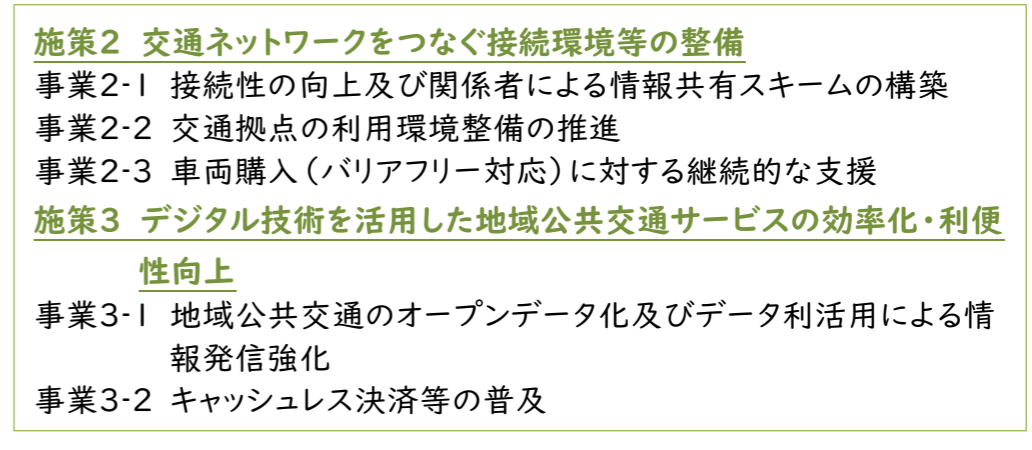 施策2 交通ネットワークをつなぐ接続環境等の整備
事業2-1 接続性の向上及び関係者による情報共有スキームの構築
事業2-2 交通拠点の利用環境整備の推進
事業2-3 車両購入(バリアフリー対応)に対する継続的な支援
施策3 デジタル技術を活用した地域公共交通サービスの効率化・利便
性向上
事業3-1 地域公共交通のオープンデータ化及びデータ利活用による情
報発信強化
事業3-2 キャッシュレス決済等の普及